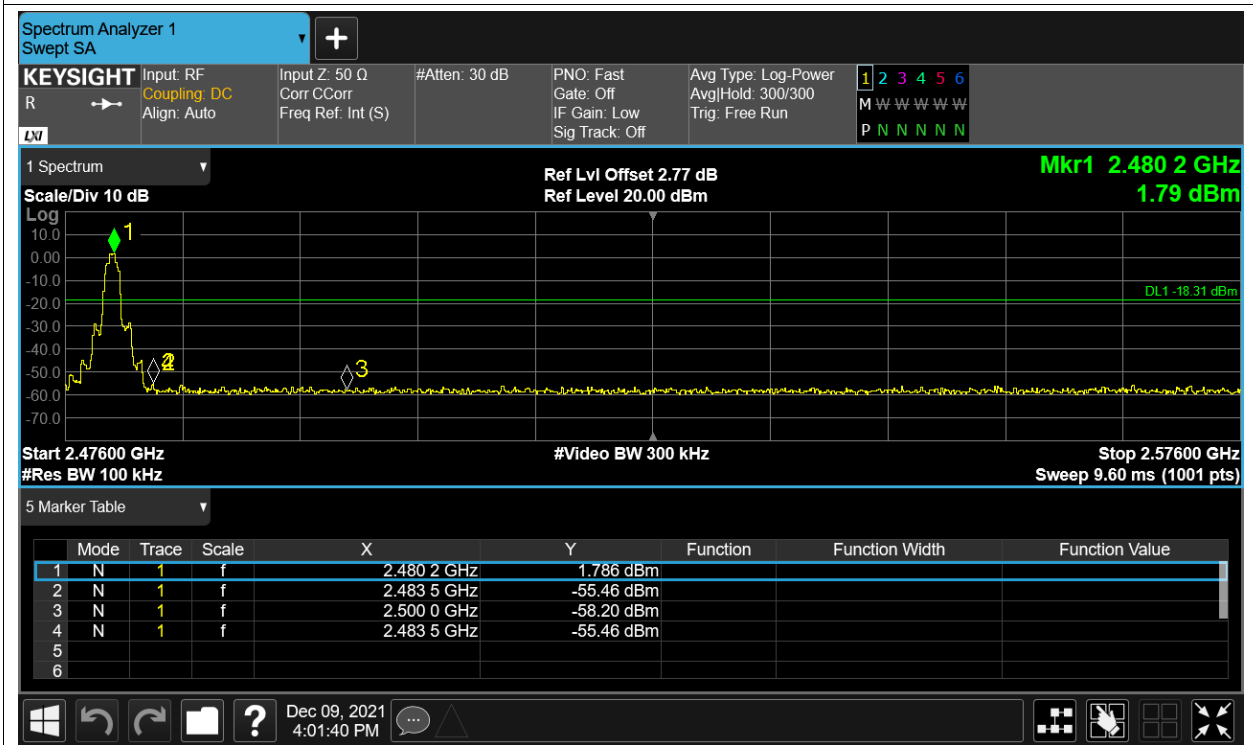 Spectrum Analyzer 1
Swept SA
KEYSIGHT
R
LXI
Input: RF
Coupling: DC
Align: Auto
Input Z: 50 Ω
Corr CCorr
Freq Ref: Int (S)
#Atten: 30 dB
PNO: Fast
Gate: Off
IF Gain: Low
Sig Track: Off
Avg Type: Log-Power
Avg|Hold: 300/300
Trig: Free Run
1 2 3 4 5 6
M W W W W W
P N N N N N
1 Spectrum
Scale/Div 10 dB
Ref Lvl Offset 2.77 dB
Ref Level 20.00 dBm
Mkr1 2.480 2 GHz
1.79 dBm
Log
10.0
0.00
-10.0
-20.0
-30.0
-40.0
-50.0
-60.0
-70.0
1
3
DL1 -18.31 dBm
Start 2.47600 GHz
#Res BW 100 kHz
#Video BW 300 kHz
Stop 2.57600 GHz
Sweep 9.60 ms (1001 pts)
5 Marker Table
Mode Trace Scale X Y Function Function Width Function Value
1 N 1 f 2.480 2 GHz 1.786 dBm
2 N 1 f 2.483 5 GHz -55.46 dBm
3 N 1 f 2.500 0 GHz -58.20 dBm
4 N 1 f 2.483 5 GHz -55.46 dBm
5
6
?
Dec 09, 2021
4:01:40 PM